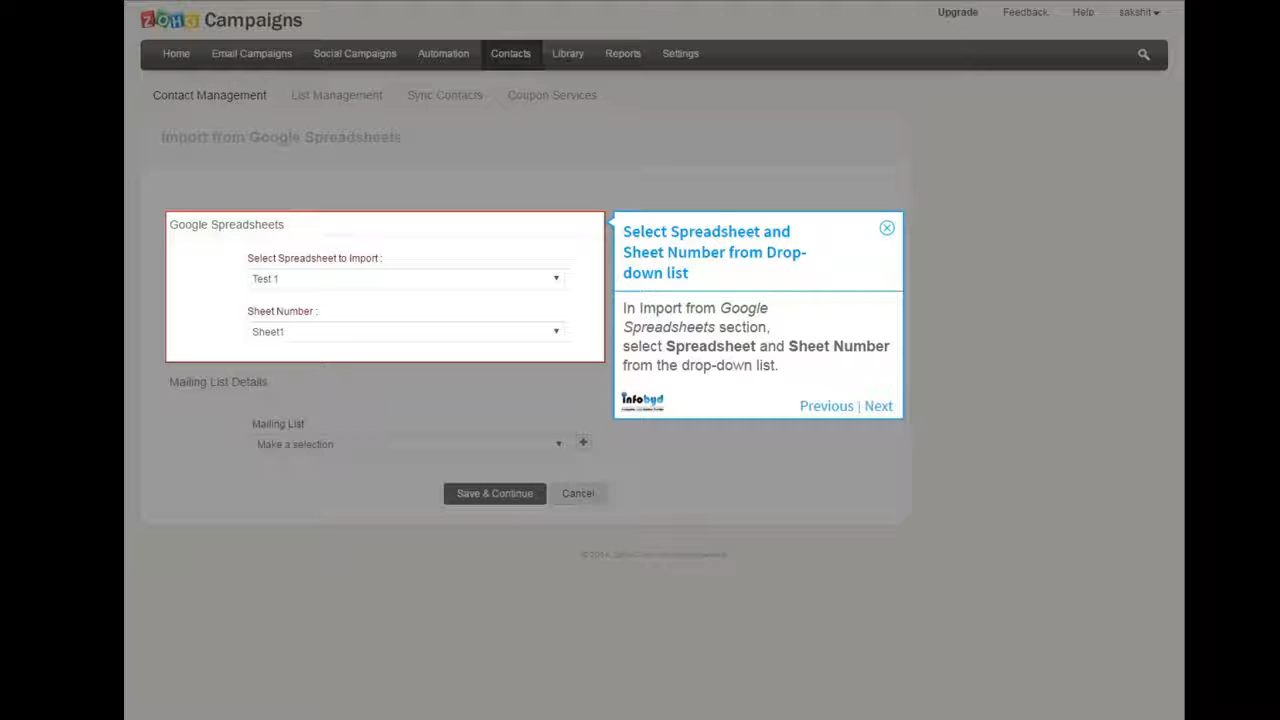 ZOHO Campaigns
Upgrade Feedback Help sakshit
Home Email Campaigns Social Campaigns Automation Contacts Library Reports Settings
Contact Management List Management Sync Contacts Coupon Services
Import from Google Spreadsheets
Google Spreadsheets
Select Spreadsheet to Import :
Test 1
Sheet Number :
Sheet1
Select Spreadsheet and
Sheet Number from Drop-
down list
In Import from Google
Spreadsheets section,
select Spreadsheet and Sheet Number
from the drop-down list.
infobyd
Previous | Next
Mailing List Details
Mailing List
Make a selection
Save & Continue Cancel